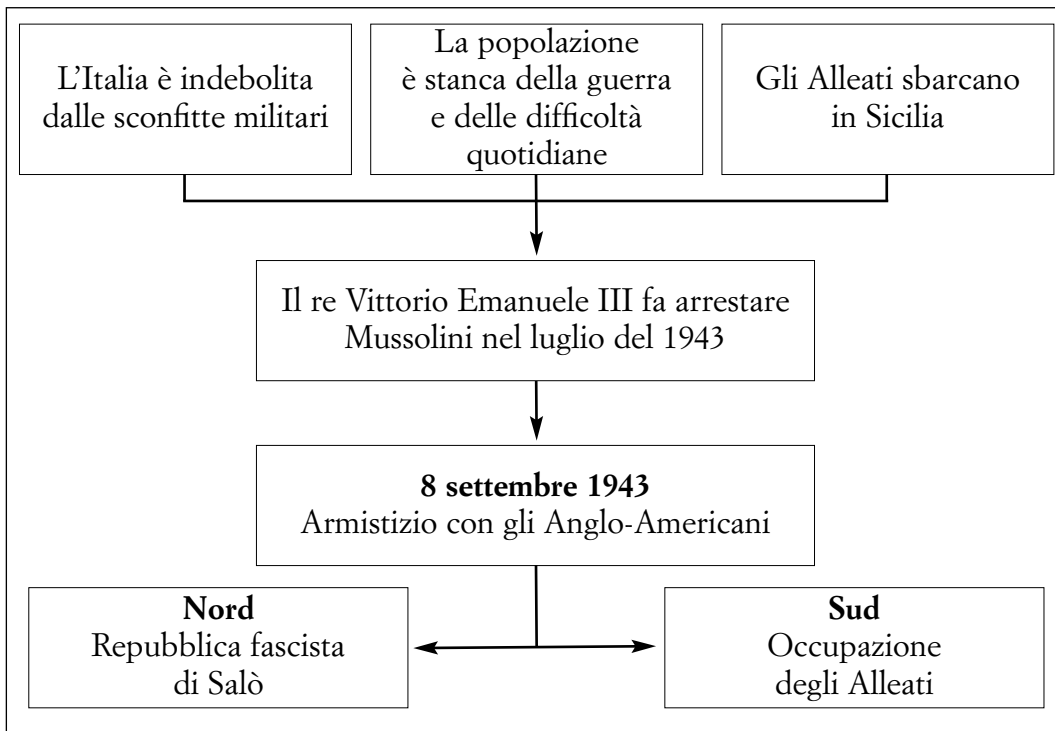 L’Italia è indebolita
dalle sconfitte militari
La popolazione
è stanca della guerra
e delle difficoltà
quotidiane
Gli Alleati sbarcano
in Sicilia
Il re Vittorio Emanuele III fa arrestare
Mussolini nel luglio del 1943
8 settembre 1943
Armistizio con gli Anglo-Americani
Nord
Repubblica fascista
di Salò
Sud
Occupazione
degli Alleati